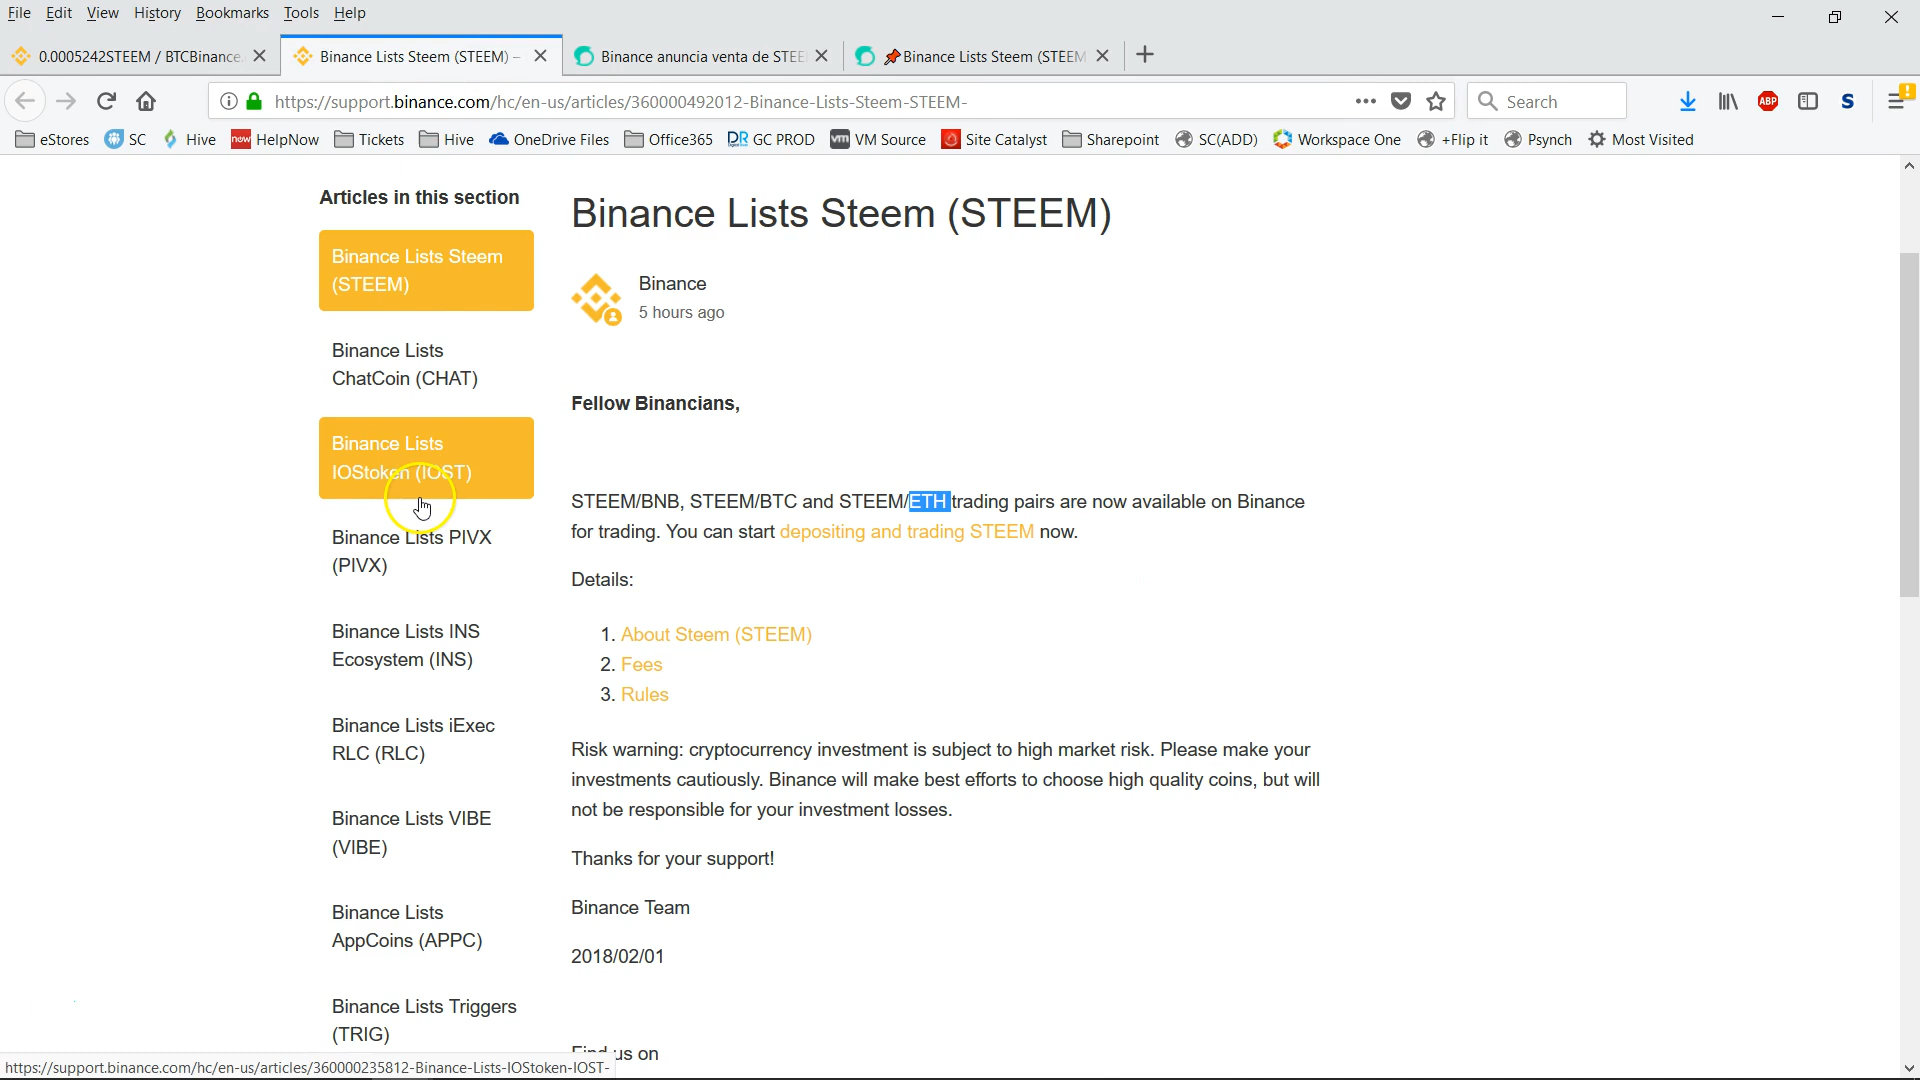 File Edit View History Bookmarks Tools Help
0.0005242STEEM / BTCBinance
Binance Lists Steem (STEEM) –
Binance anuncia venta de STEE
Binance Lists Steem (STEEM
https://support.binance.com/hc/en-us/articles/360000492012-Binance-Lists-Steem-STEEM-
Search
ABP
S
eStores SC Hive now HelpNow Tickets Hive OneDrive Files Office365 DR GC PROD vm VM Source Site Catalyst Sharepoint SC(ADD) Workspace One +Flip it Psynch Most Visited
Articles in this section
Binance Lists Steem
(STEEM)
Binance Lists
ChatCoin (CHAT)
Binance Lists
IOStoken (IOST)
Binance Lists PIVX
(PIVX)
Binance Lists INS
Ecosystem (INS)
Binance Lists iExec
RLC (RLC)
Binance Lists VIBE
(VIBE)
Binance Lists
AppCoins (APPC)
Binance Lists Triggers
(TRIG)
Binance Lists Steem (STEEM)
Binance
5 hours ago
Fellow Binancians,
STEEM/BNB, STEEM/BTC and STEEM/ETH trading pairs are now available on Binance
for trading. You can start depositing and trading STEEM now.
Details:
1. About Steem (STEEM)
2. Fees
3. Rules
Risk warning: cryptocurrency investment is subject to high market risk. Please make your
investments cautiously. Binance will make best efforts to choose high quality coins, but will
not be responsible for your investment losses.
Thanks for your support!
Binance Team
2018/02/01
Find us on
https://support.binance.com/hc/en-us/articles/360000235812-Binance-Lists-IOStoken-IOST-